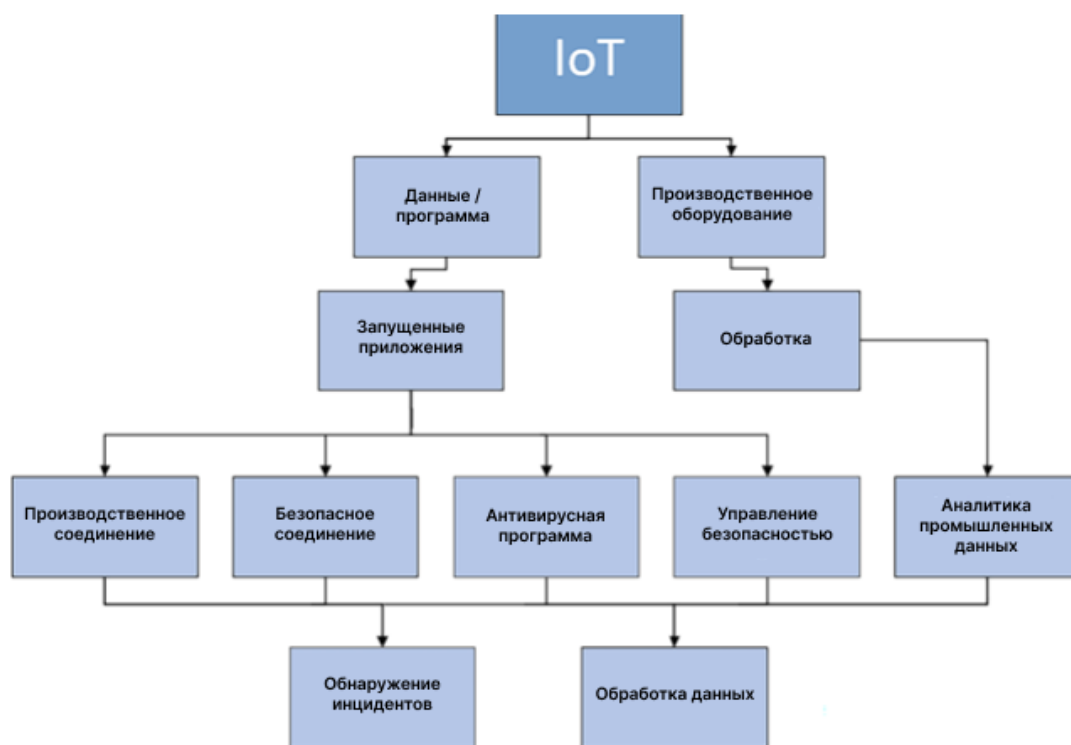 IoT
Данные /
программа
Производственное
оборудование
Запущенные
приложения
Обработка
Производственное
соединение
Безопасное
соединение
Антивирусная
программа
Управление
безопасностью
Аналитика
промышленных
данных
Обнаружение
инцидентов
Обработка данных